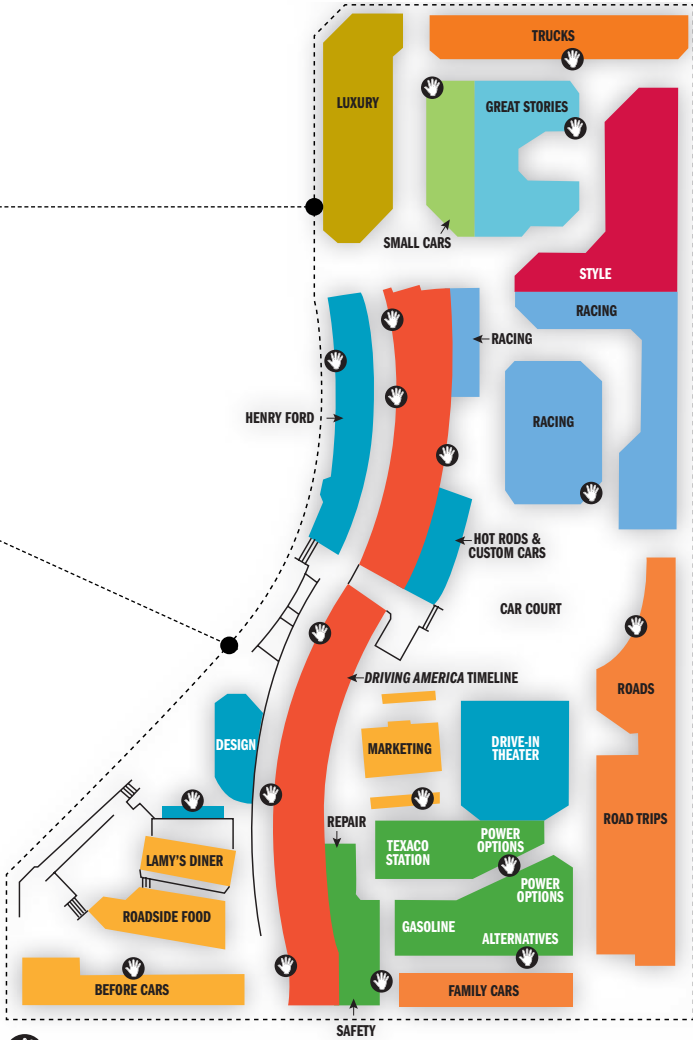 TRUCKS
LUXURY
GREAT STORIES
SMALL CARS
STYLE
RACING
RACING
HENRY FORD
RACING
HOT RODS &
CUSTOM CARS
CAR COURT
DRIVING AMERICA TIMELINE
ROADS
DESIGN
MARKETING
DRIVE-IN
THEATER
REPAIR
ROAD TRIPS
TEXACO
STATION
POWER
OPTIONS
LAMY'S DINER
POWER
OPTIONS
ROADSIDE FOOD
GASOLINE
ALTERNATIVES
BEFORE CARS
FAMILY CARS
SAFETY